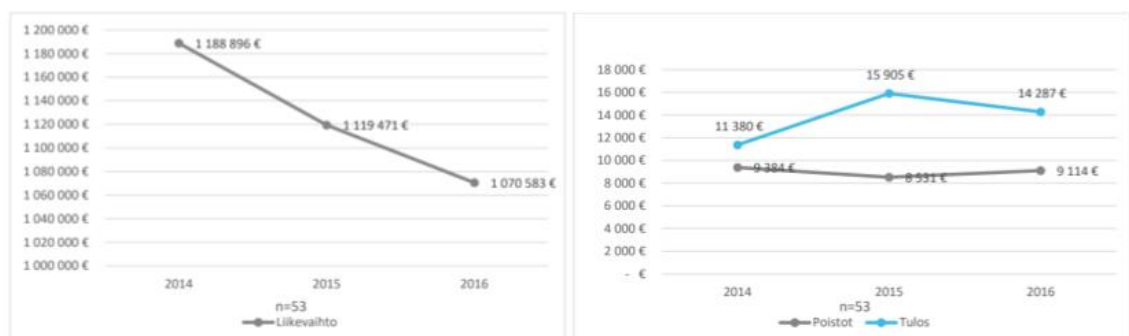 1 200 000 €
1 180 000 €
1 160 000 €
1 140 000 €
1 120 000 €
1 100 000 €
1 080 000 €
1 060 000 €
1 040 000 €
1 020 000 €
1 000 000 €
1 188 896 €
1 119 471 €
1 070 583 €
2014 2015 2016
n=53
Liikevaihto
18 000 €
16 000 €
14 000 €
12 000 €
10 000 €
8 000 €
6 000 €
4 000 €
2 000 €
- €
11 380 €
15 905 €
14 287 €
9 384 €
8 531 €
9 114 €
2014 2015 2016
n=53
Poistot Tulos